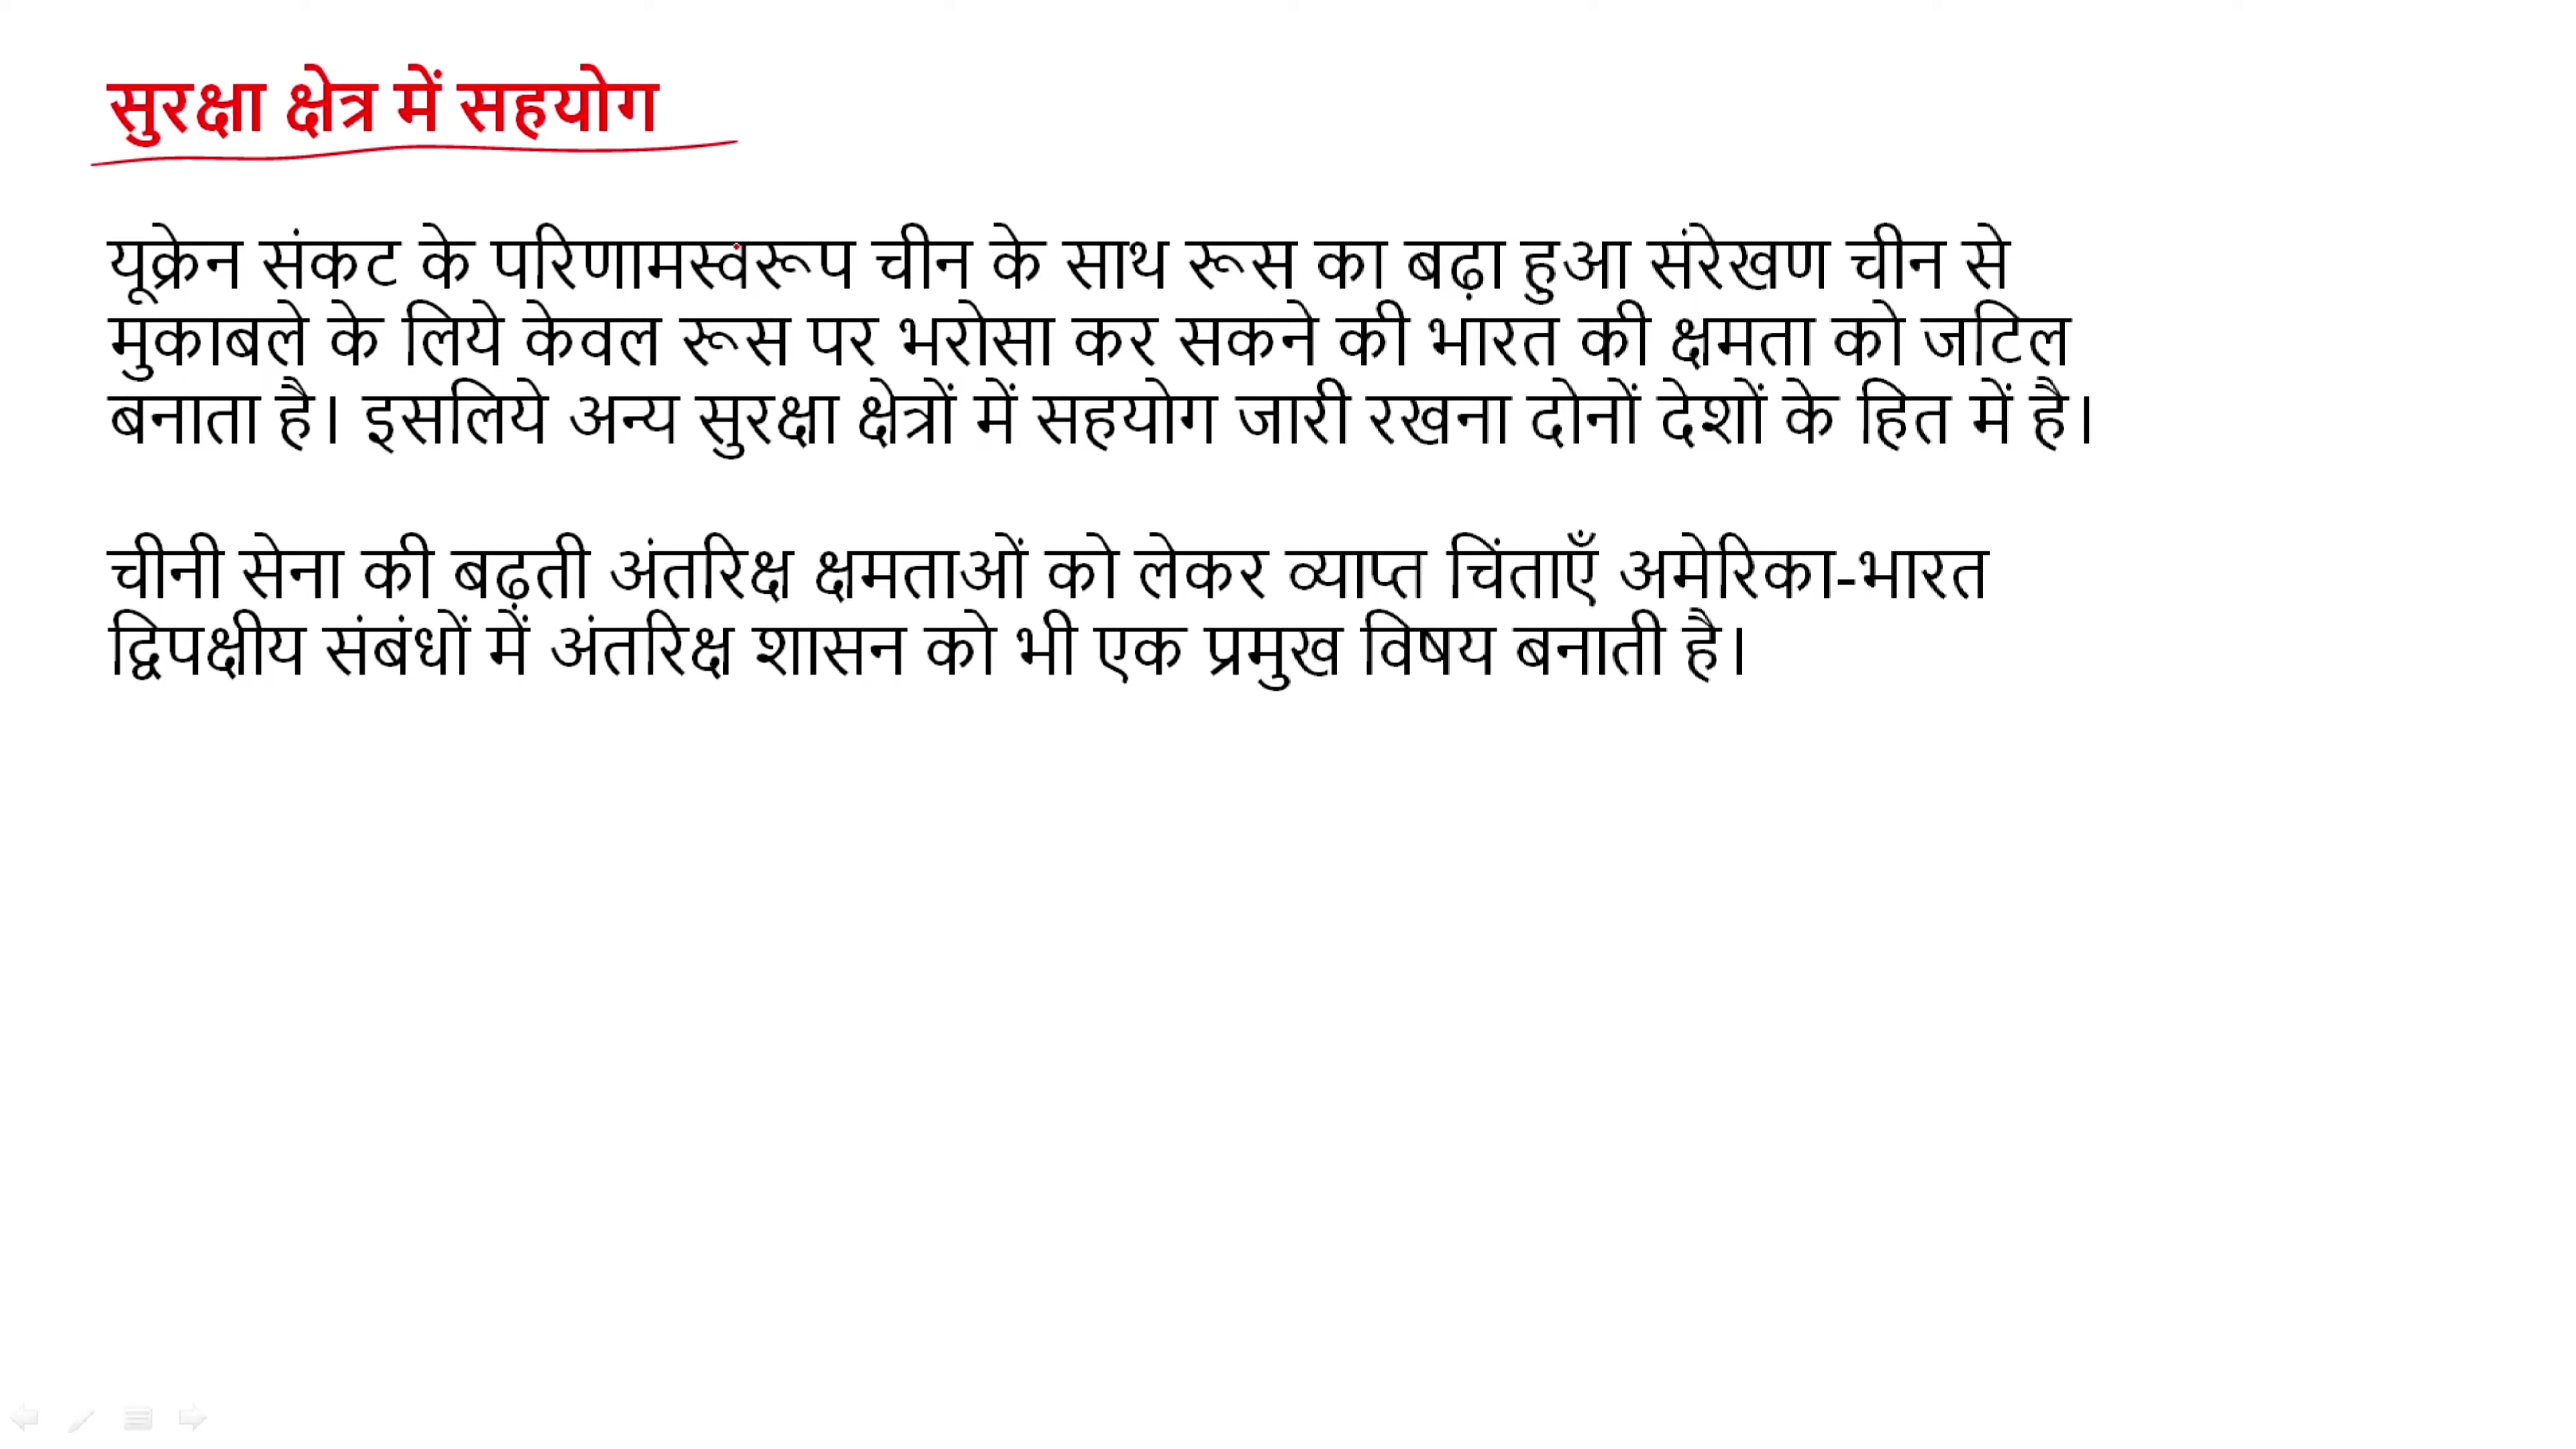 सुरक्षा क्षेत्र में सहयोग
यूक्रेन संकट के परिणामस्वरूप चीन के साथ रूस का बढ़ा हुआ संरेखण चीन से
मुकाबले के लिये केवल रूस पर भरोसा कर सकने की भारत की क्षमता को जटिल
बनाता है। इसलिये अन्य सुरक्षा क्षेत्रों में सहयोग जारी रखना दोनों देशों के हित में है।
चीनी सेना की बढ़ती अंतरिक्ष क्षमताओं को लेकर व्याप्त चिंताएँ अमेरिका-भारत
द्विपक्षीय संबंधों में अंतरिक्ष शासन को भी एक प्रमुख विषय बनाती है।